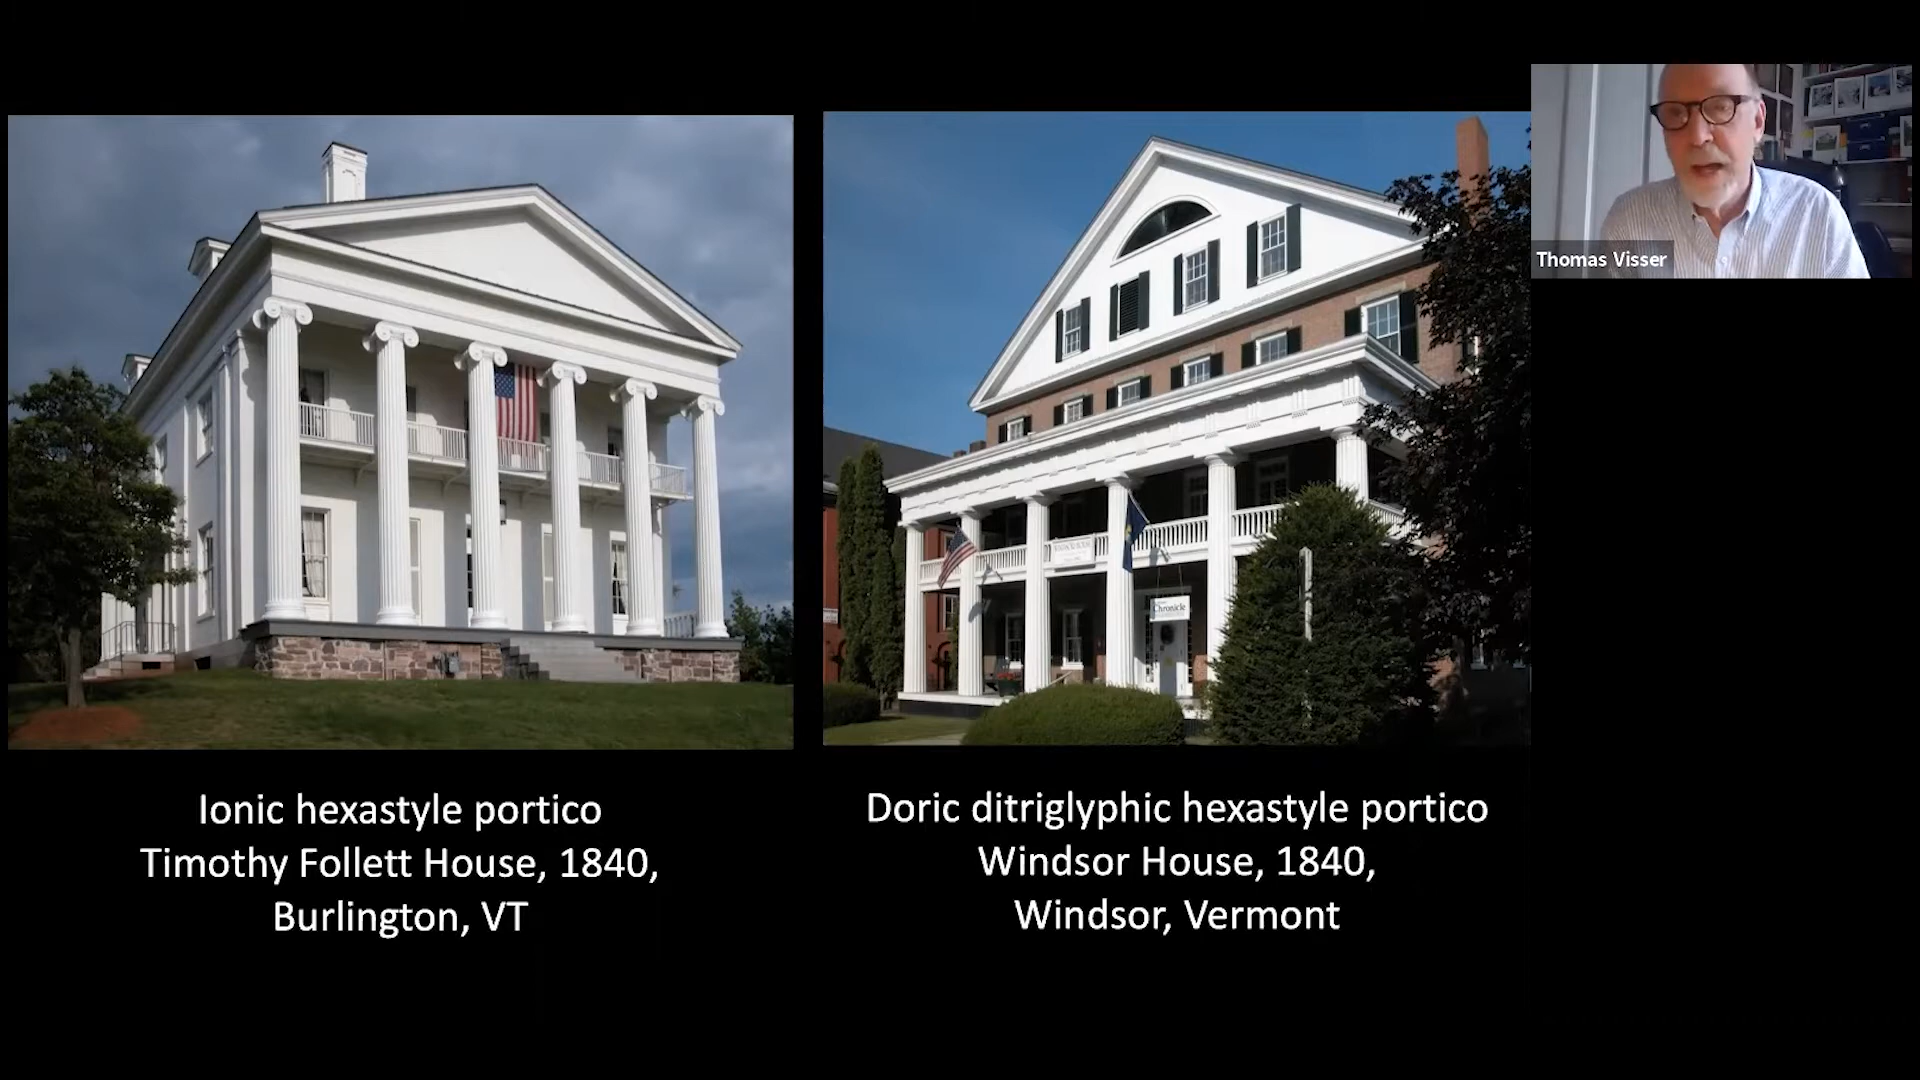 Thomas Visser
Chronicle
Ionic hexastyle portico
Timothy Follett House, 1840,
Burlington, VT
Doric ditriglyphic hexastyle portico
Windsor House, 1840,
Windsor, Vermont